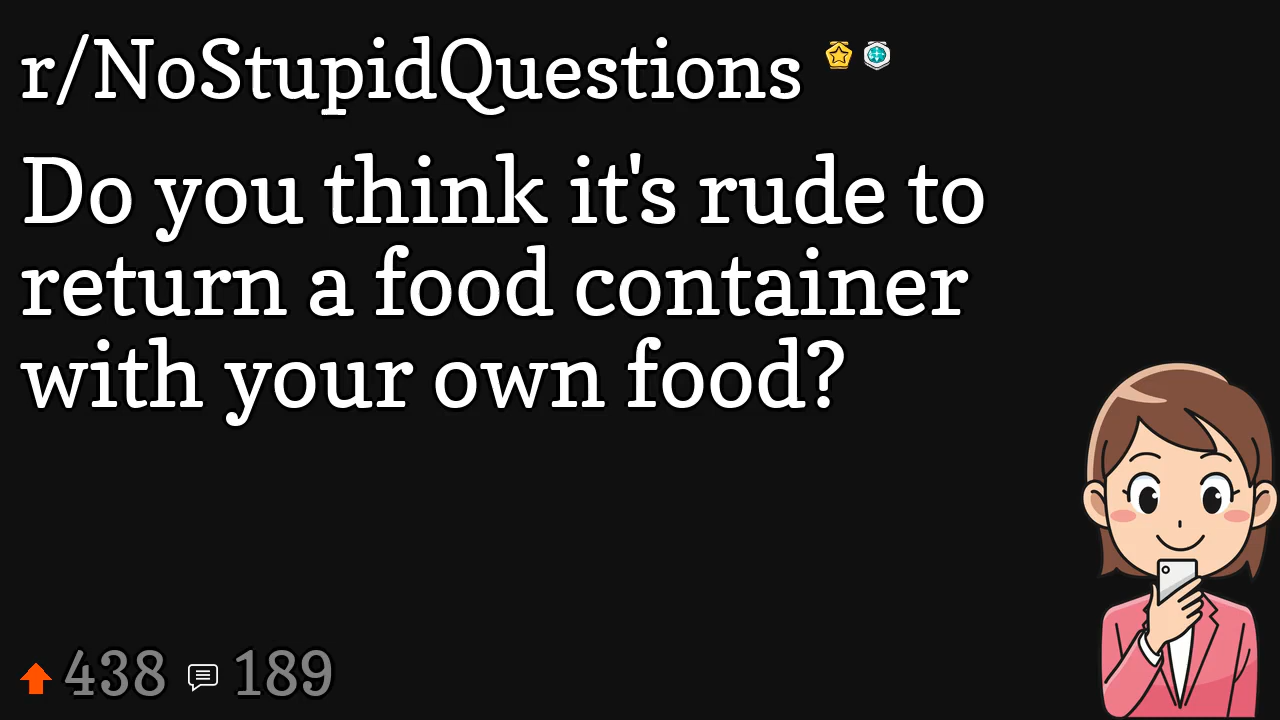 r/NoStupidQuestions
Do you think it's rude to
return a food container
with your own food?
438 189